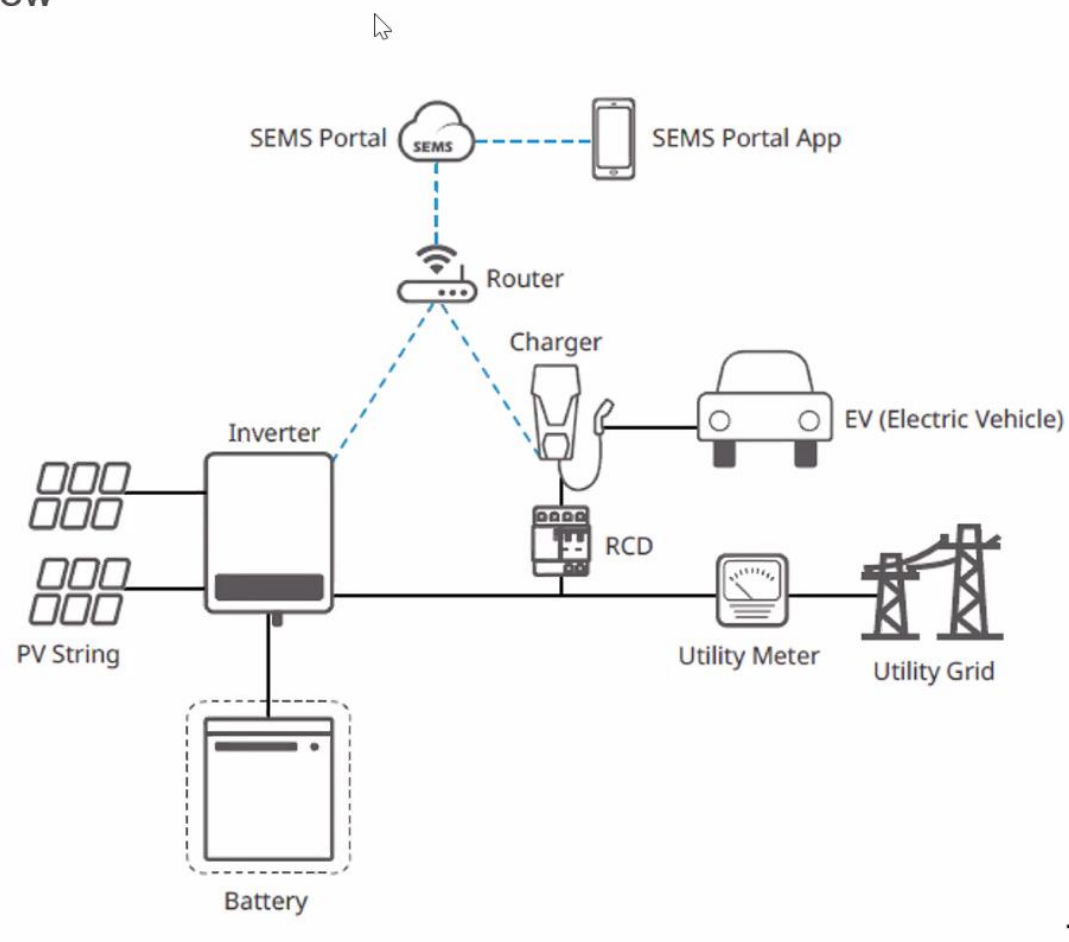 SEMS Portal
SEMS
SEMS Portal App
Router
Charger
EV (Electric Vehicle)
Inverter
RCD
PV String
Utility Meter
Utility Grid
Battery